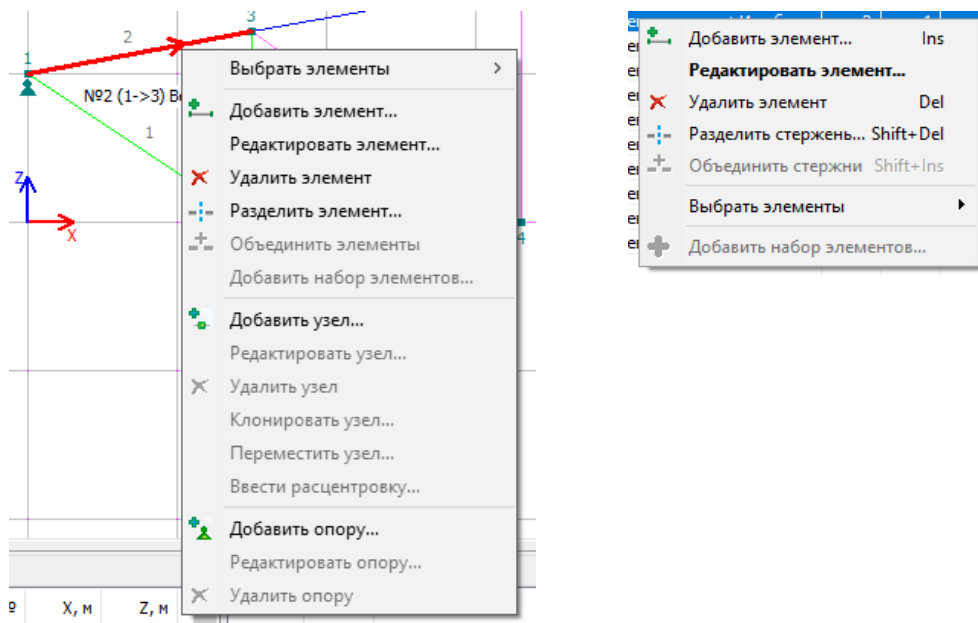 3
2
1
№2 (1->3)
1
Z
X
4
Выбрать элементы
Добавить элемент...
Редактировать элемент...
Удалить элемент
Разделить элемент...
Объединить элементы
Добавить набор элементов...
Добавить узел...
Редактировать узел...
Удалить узел
Клонировать узел...
Переместить узел...
Ввести расцентровку...
Добавить опору...
Редактировать опору...
Удалить опору
X, м Z, м
Добавить элемент... Ins
Редактировать элемент...
Удалить элемент Del
Разделить стержень... Shift+Del
Объединить стержни Shift+Ins
Выбрать элементы
Добавить набор элементов...